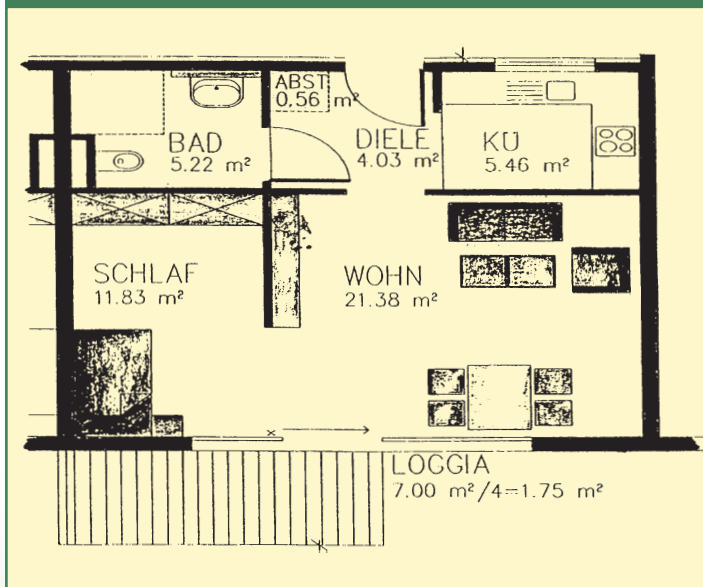 ABST
0,56 m²
BAD
5.22 m²
DIELE
4.03 m²
KÜ
5.46 m²
SCHLAF
11.83 m²
WOHN
21.38 m²
LOGGIA
7.00 m²/4=1.75 m²